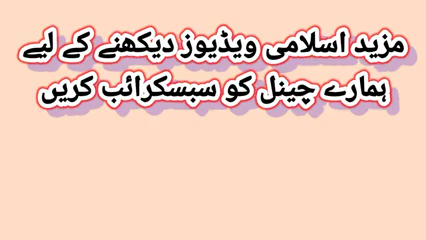 مزید اسلامی ویڈیوز دیکھنے کے لیے
ہمارے چینل کو سبسکرائب کریں